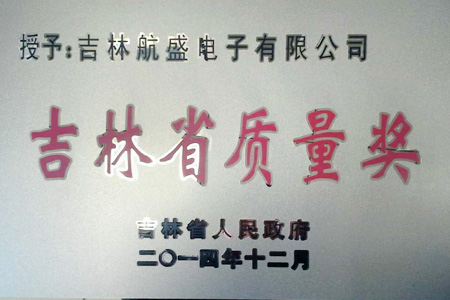 授予:吉林航盛电子有限公司
吉林省质量奖
吉林省人民政府
二〇一四年十二月